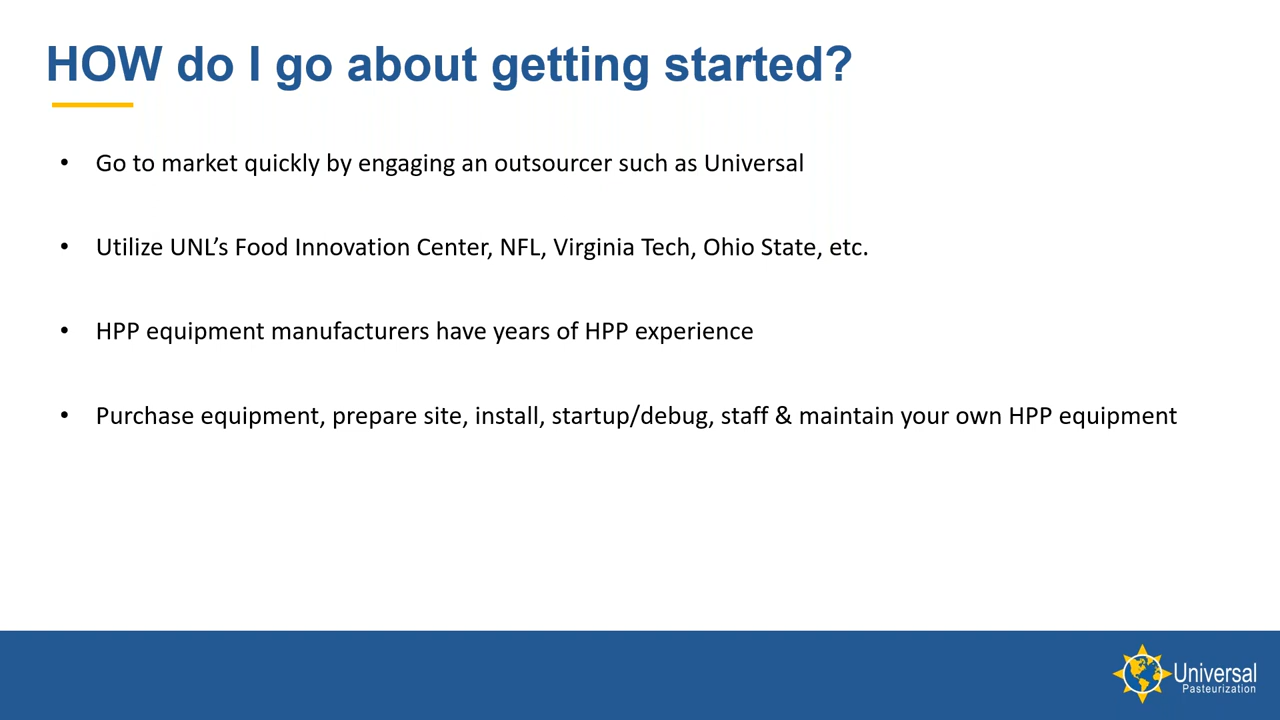 HOW do I go about getting started?
• Go to market quickly by engaging an outsourcer such as Universal
• Utilize UNL’s Food Innovation Center, NFL, Virginia Tech, Ohio State, etc.
• HPP equipment manufacturers have years of HPP experience
• Purchase equipment, prepare site, install, startup/debug, staff & maintain your own HPP equipment
Universal
Pasteurization